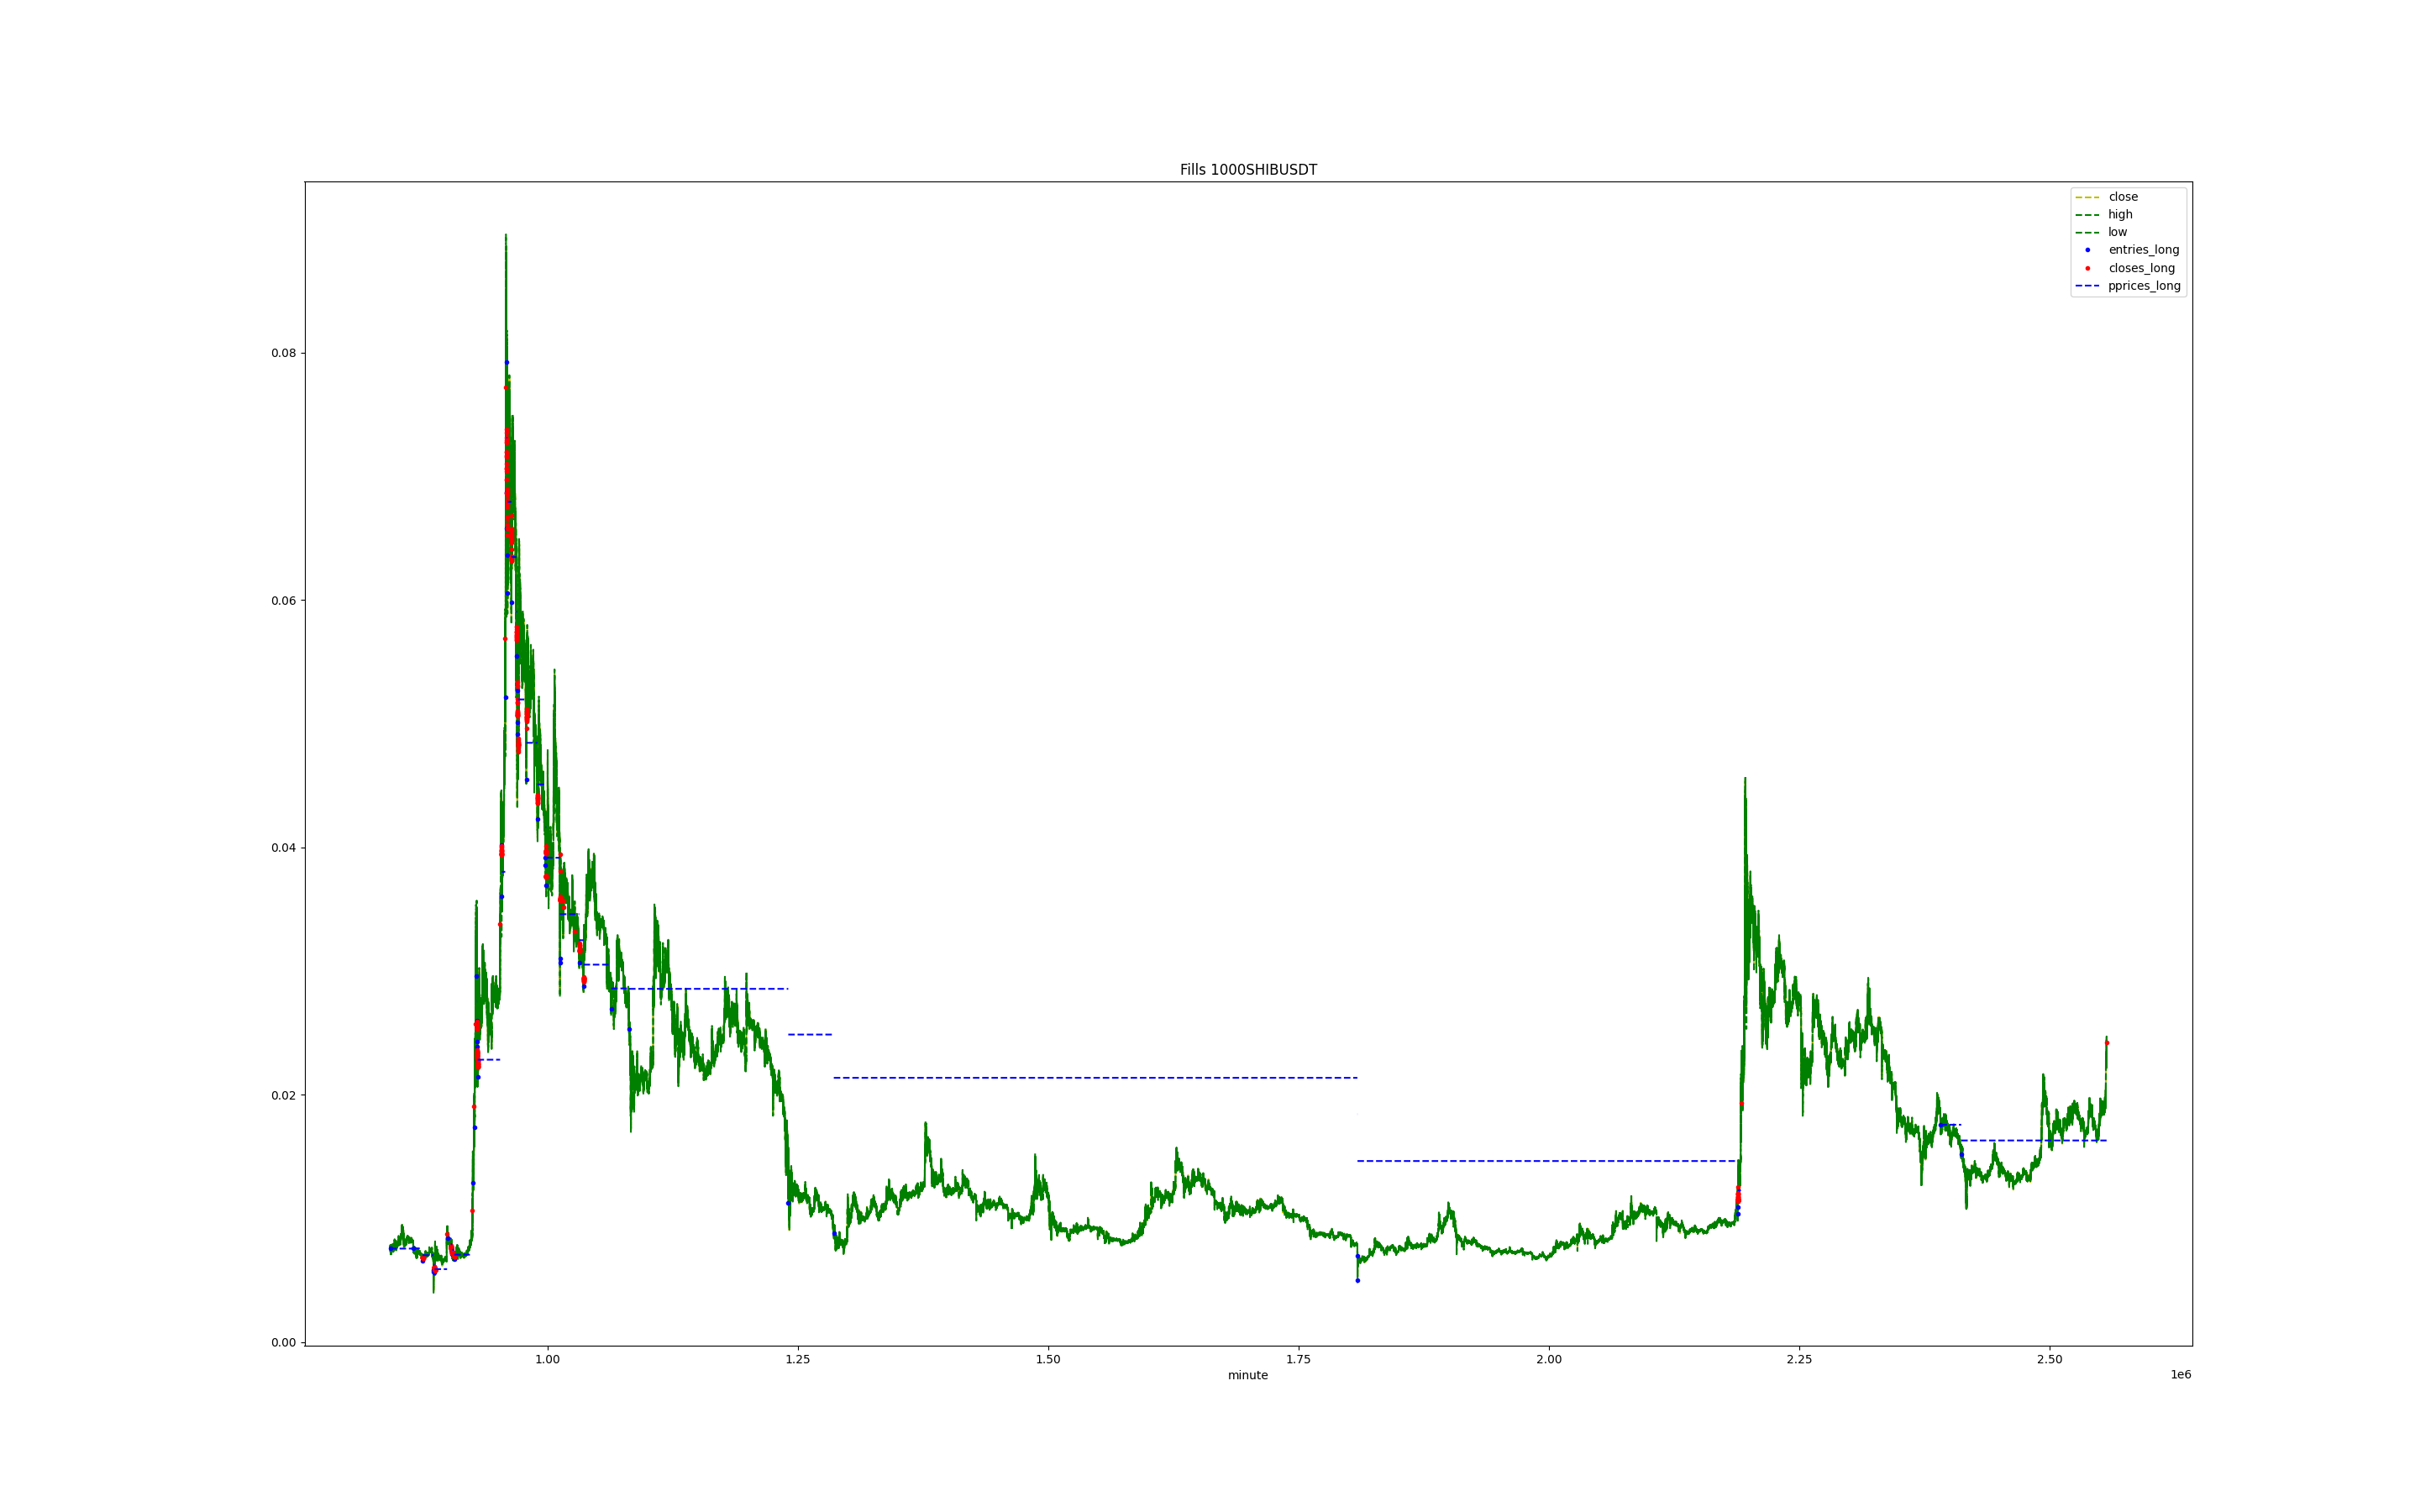 Fills 1000SHIBUSDT
close
high
low
entries_long
closes_long
pprices_long
0.08
0.06
0.04
0.02
0.00
1.00 1.25 1.50 1.75 2.00 2.25 2.50
minute
1e6